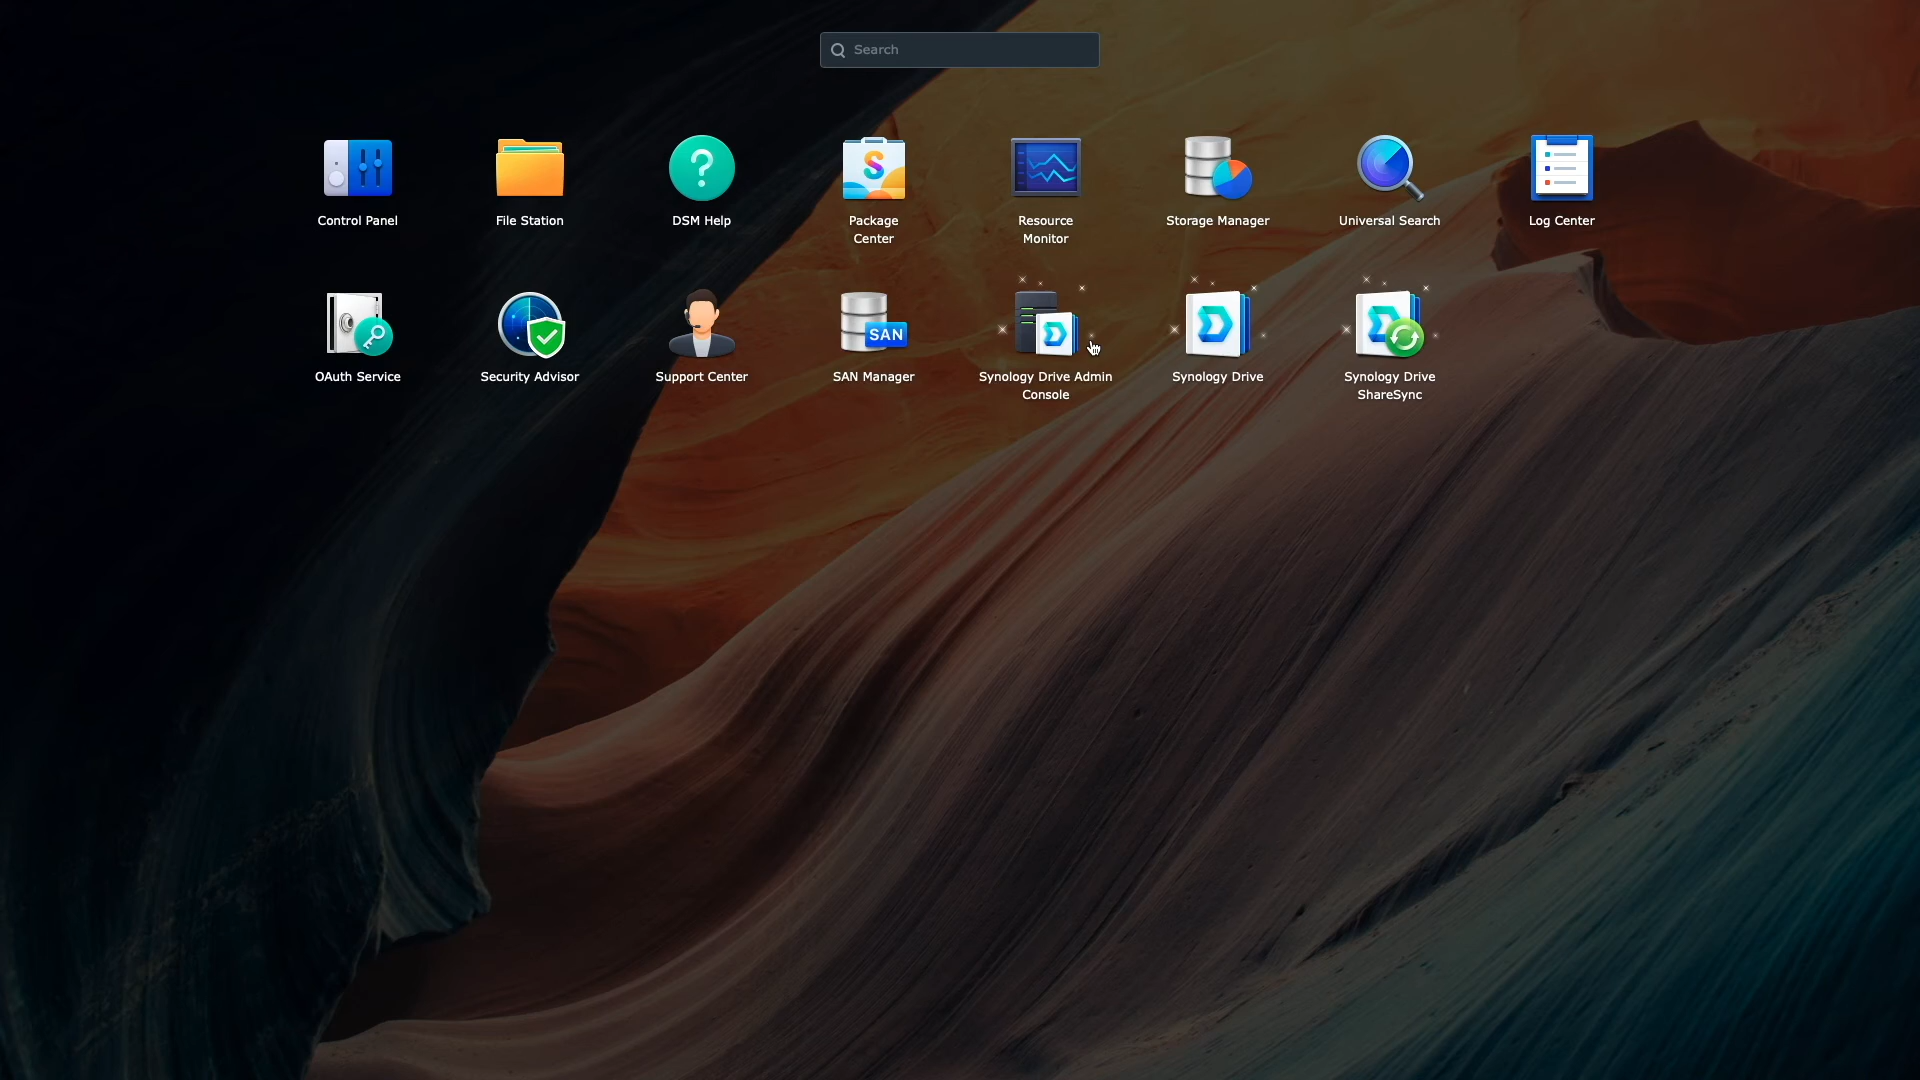 Search
Control Panel
File Station
DSM Help
Package
Center
Resource
Monitor
Storage Manager
Universal Search
Log Center
OAuth Service
Security Advisor
Support Center
SAN
SAN Manager
Synology Drive Admin
Console
Synology Drive
Synology Drive
ShareSync